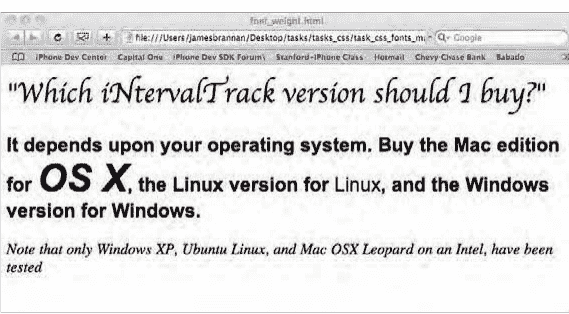 font_weight.html
file:///Users/jamesbrannan/Desktop/tasks/tasks_css/task_css_fonts_m Google
iPhone Dev Center Capital One iPhone Dev SDK Forum Stanford-iPhone Class Hotmail Chevy Chase Bank Babado
"Which iNtervalTrack version should I buy?"
It depends upon your operating system. Buy the Mac edition
for OS X, the Linux version for Linux, and the Windows
version for Windows.
Note that only Windows XP, Ubuntu Linux, and Mac OSX Leopard on an Intel, have been
tested